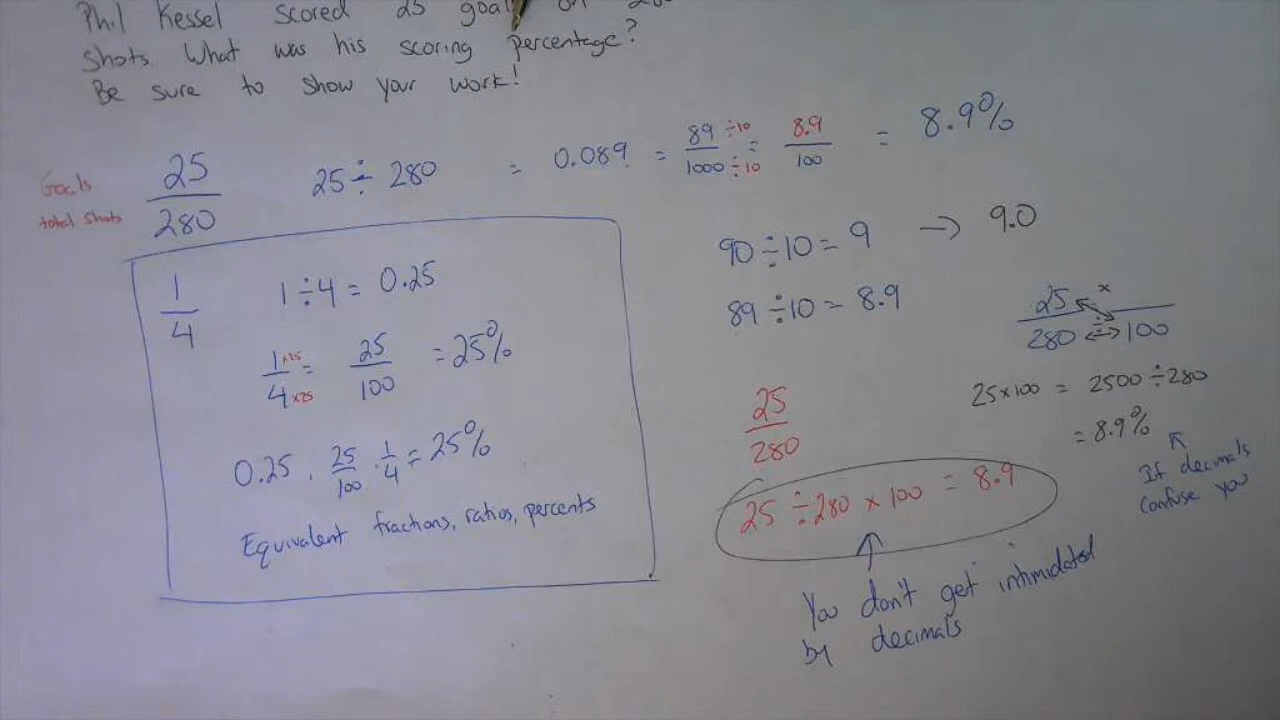 Phil Kessel scored 25 goals on
shots What was his scoring percentage?
Be sure to show your work!
Goals
total shots
25
280
25 ÷ 280 = 0.089 = 89 ÷10 / 1000 ÷10 = 8.9 / 100 = 8.9%
1
4
1 ÷ 4 = 0.25
1 ×25 / 4 ×25 = 25 / 100 = 25%
0.25 . 25/100 . 1/4 = 25%
Equivalent fractions, ratios, percents
90 ÷ 10 = 9 → 9.0
89 ÷ 10 = 8.9
25 ×
280 ÷ 100
25 × 100 = 2500 ÷ 280
= 8.9%
If decimals
confuse you
25
280
25 ÷ 280 × 100 = 8.9
You don't get intimidated
by decimals